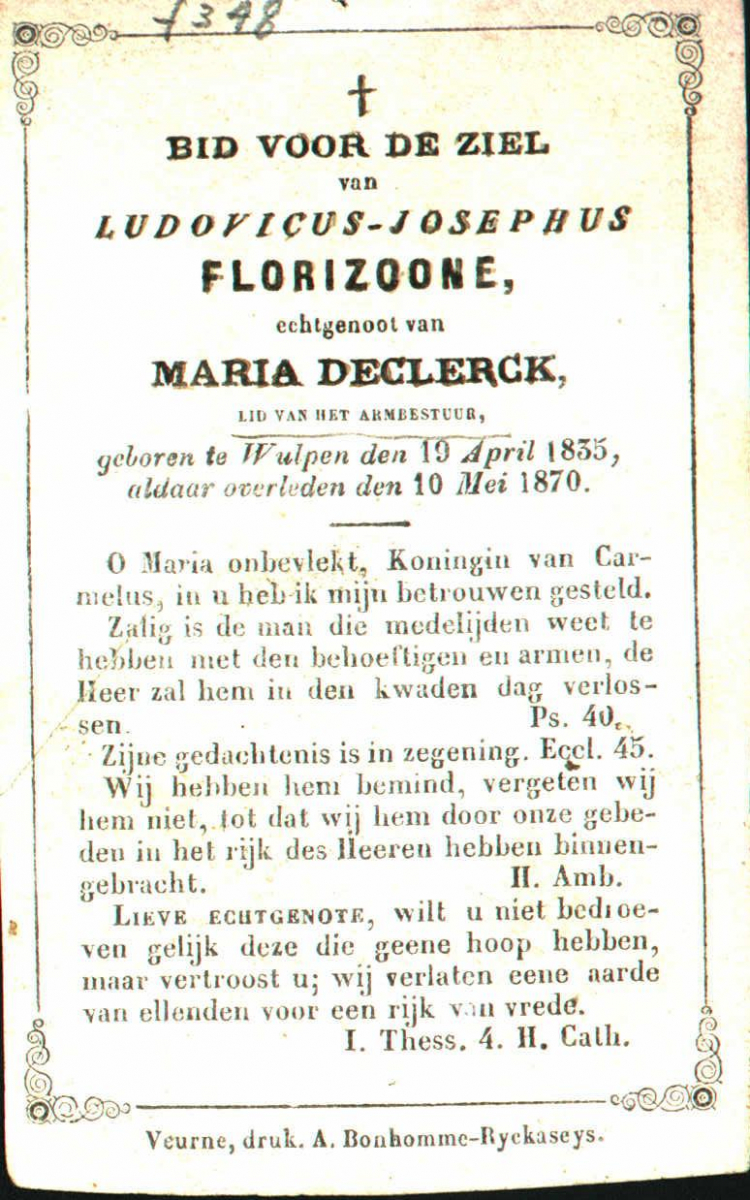 1348
†
BID VOOR DE ZIEL
van
LUDOVICUS-JOSEPHUS
FLORIZOONE,
echtgenoot van
MARIA DECLERCK,
LID VAN HET ARMBESTUUR,
geboren te Wulpen den 19 April 1835,
aldaar overleden den 10 Mei 1870.
O Maria onbevlekt, Koningin van Car-
melus, in u heb ik mijn betrouwen gesteld.
Zalig is de man die medelijden weet te
hebben met den behoeftigen en armen, de
Heer zal hem in den kwaden dag verlos-
sen. Ps. 40.
Zijne gedachtenis is in zegening. Eccl. 45.
Wij hebben hem bemind, vergeten wij
hem niet, tot dat wij hem door onze gebe-
den in het rijk des Heeren hebben binnen-
gebracht. H. Amb.
LIEVE ECHTGENOTE, wilt u niet bedroe-
ven gelijk deze die geene hoop hebben,
maar vertroost u; wij verlaten eene aarde
van ellenden voor een rijk van vrede.
I. Thess. 4. H. Cath.
Veurne, druk. A. Bonhomme-Ryckaseys.